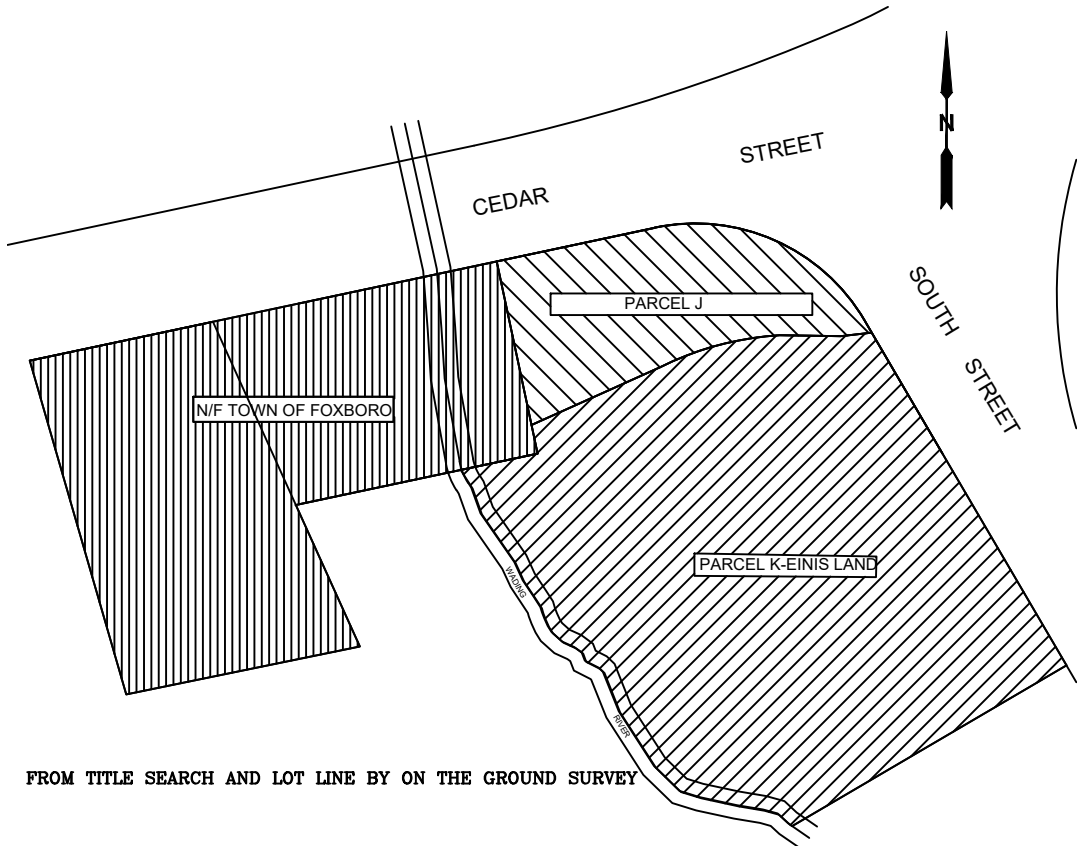 STREET
N
CEDAR
SOUTH
PARCEL J
STREET
N/F TOWN OF FOXBORO
PARCEL K-EINIS LAND
WADING
RIVER
FROM TITLE SEARCH AND LOT LINE BY ON THE GROUND SURVEY